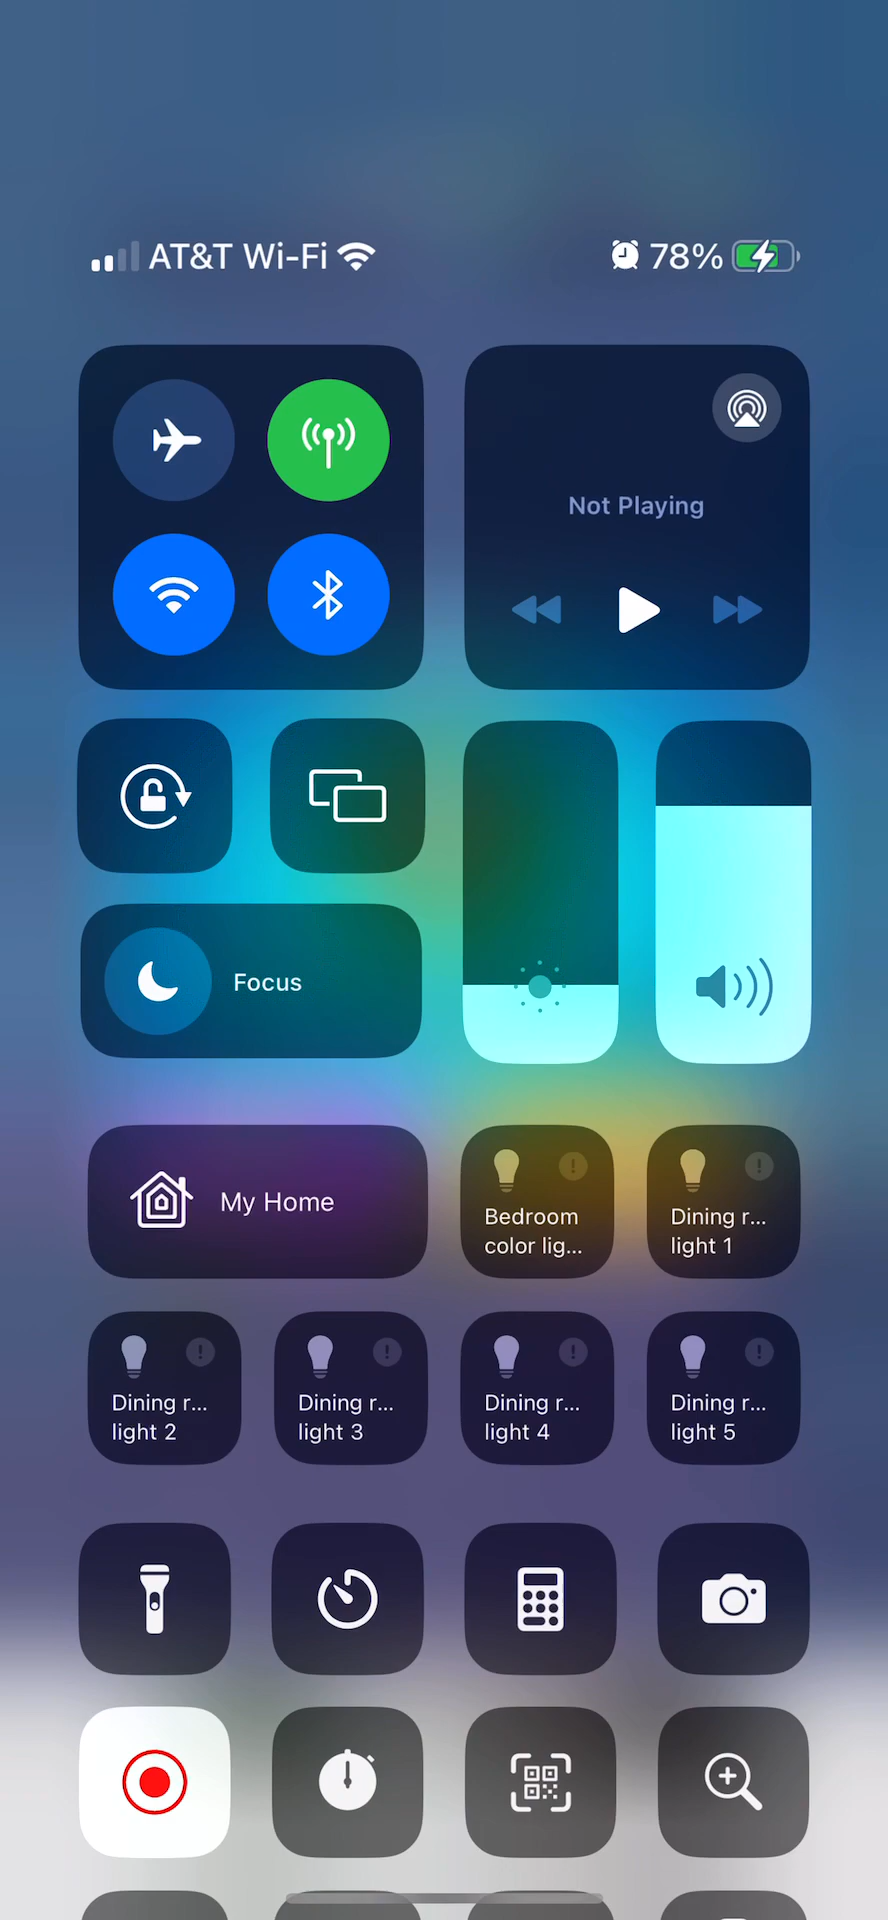 AT&T Wi-Fi 78%
Not Playing
Focus
My Home
Bedroom
color lig...
Dining r...
light 1
Dining r...
light 2
Dining r...
light 3
Dining r...
light 4
Dining r...
light 5